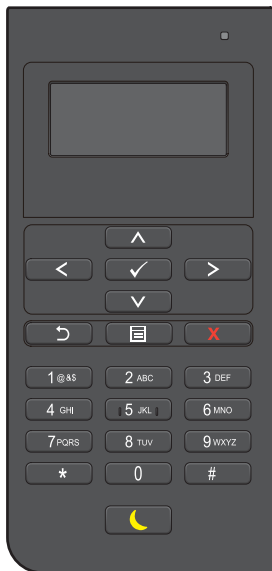 X
1 @&$ 2 ABC 3 DEF
4 GHI 5 JKL 6 MNO
7 PQRS 8 TUV 9 WXYZ
* 0 #